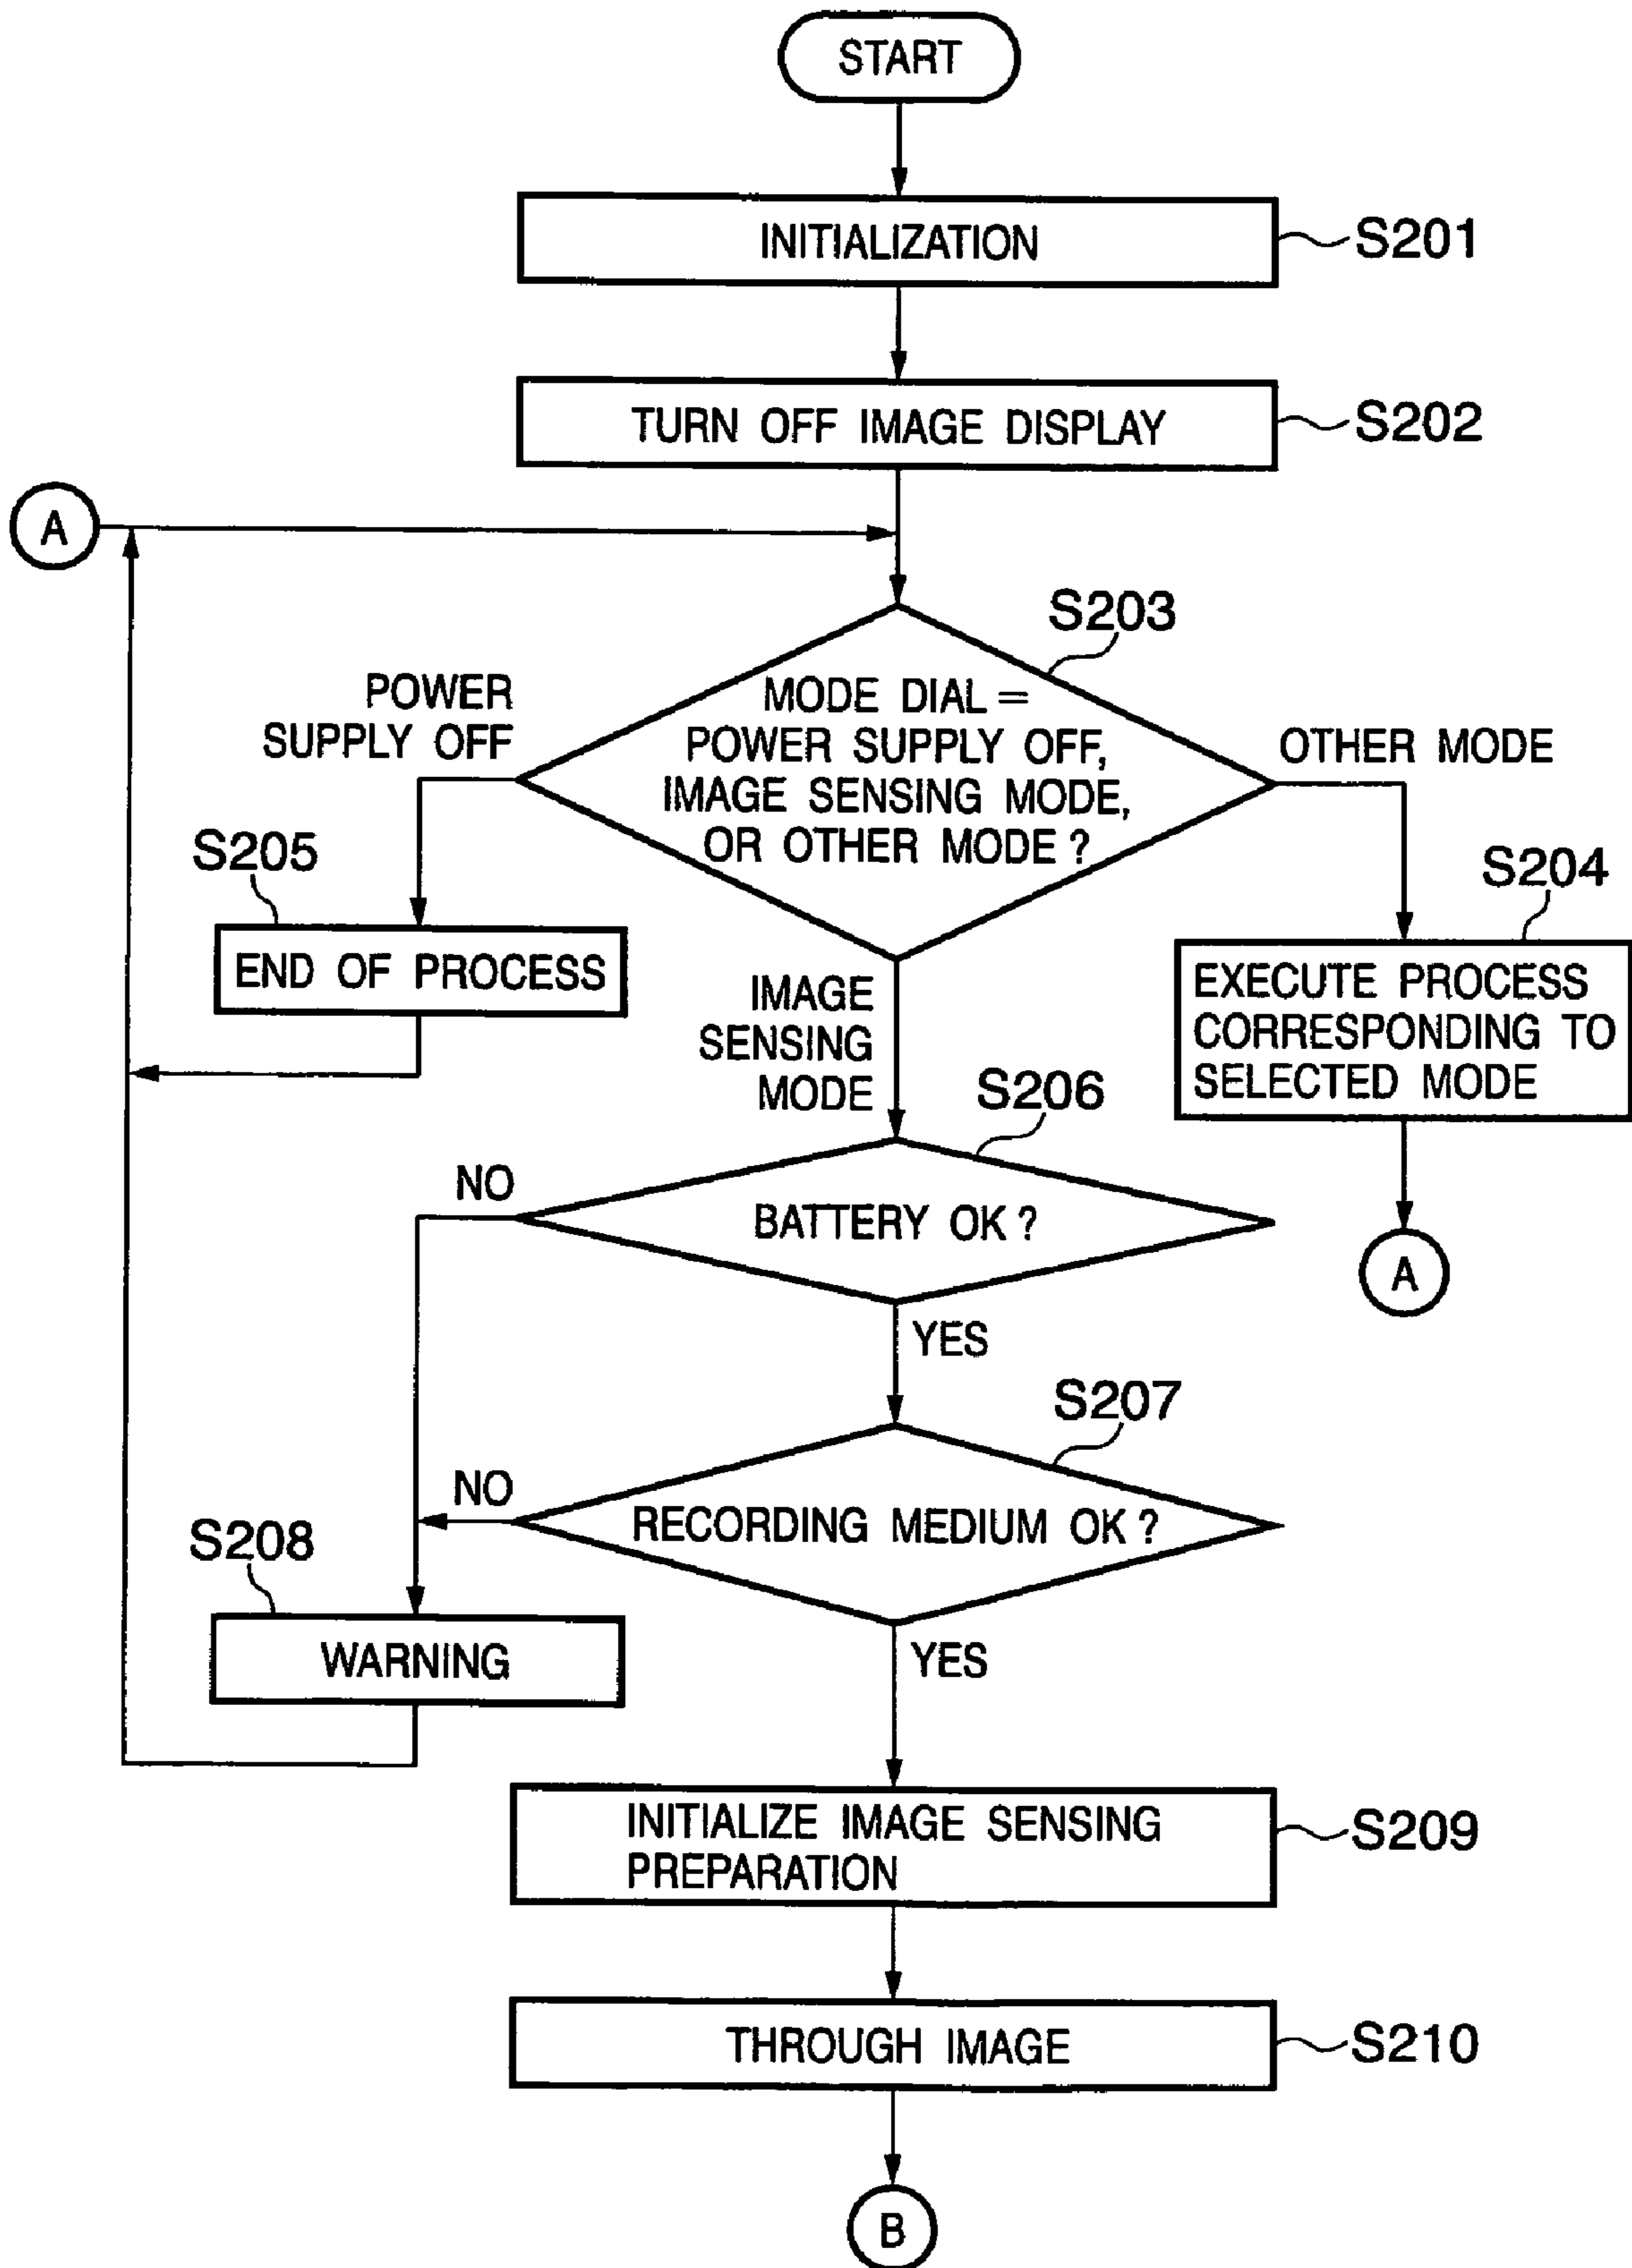 START
INITIALIZATION
S201
TURN OFF IMAGE DISPLAY
S202
A
S203
MODE DIAL =
POWER SUPPLY OFF,
IMAGE SENSING MODE,
OR OTHER MODE ?
POWER
SUPPLY OFF
OTHER MODE
S205
END OF PROCESS
S204
EXECUTE PROCESS
CORRESPONDING TO
SELECTED MODE
A
IMAGE
SENSING
MODE
S206
BATTERY OK ?
NO
YES
S207
RECORDING MEDIUM OK ?
NO
YES
S208
WARNING
INITIALIZE IMAGE SENSING
PREPARATION
S209
THROUGH IMAGE
S210
B